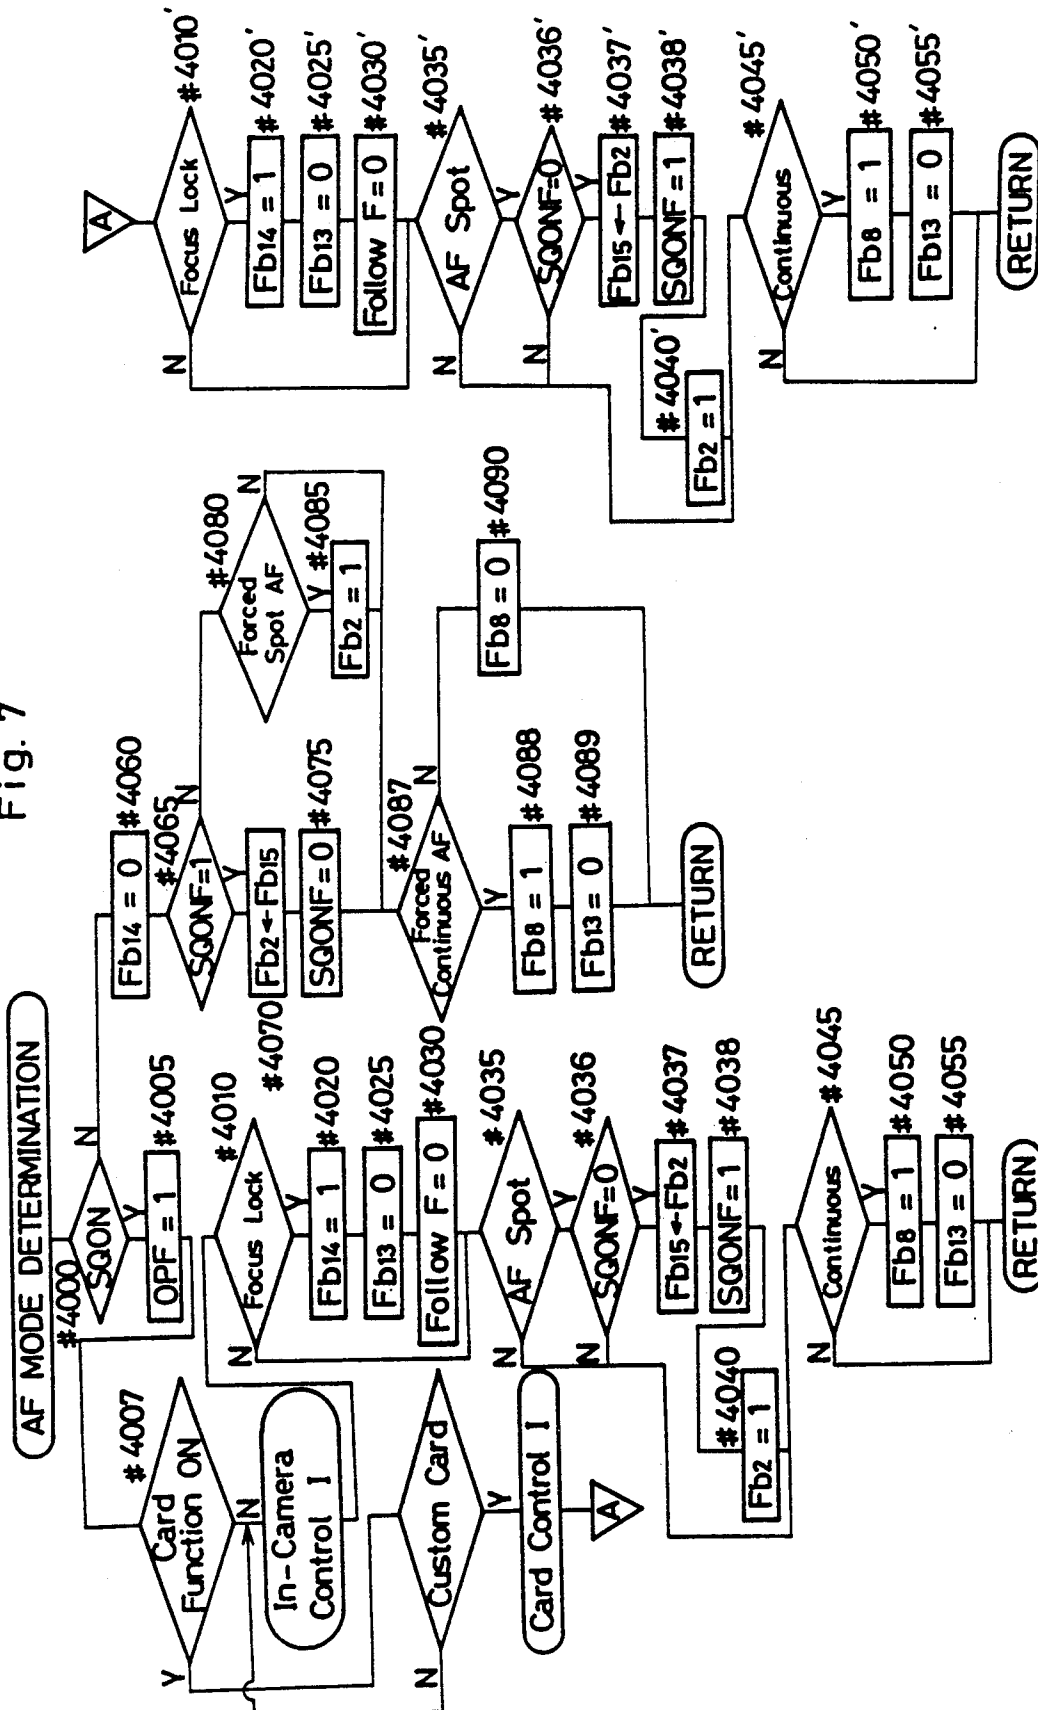 Fig. 7
AF MODE DETERMINATION
#4000
SQON
N
Y
OPF = 1
#4005
#4007
Card
Function ON
Y
N
In-Camera
Control I
Custom Card
N
Y
Card Control I
A
#4010
Focus Lock
N
Y
Fb14 = 1
#4020
Fb13 = 0
#4025
Follow F = 0
#4030
#4035
AF Spot
N
Y
#4036
SQONF=0
N
Y
Fb15←Fb2
#4037
SQONF=1
#4038
#4040
Fb2 = 1
#4045
Continuous
N
Y
Fb8 = 1
#4050
Fb13 = 0
#4055
RETURN
Fb14 = 0
#4060
#4065
SQONF=1
N
Y
#4070
Fb2←Fb15
SQONF=0
#4075
#4080
Forced
Spot AF
N
Y
#4085
Fb2 = 1
#4087
Forced
Continuous AF
N
Y
Fb8 = 1
#4088
Fb13 = 0
#4089
Fb8 = 0
#4090
RETURN
A
#4010'
Focus Lock
N
Y
Fb14 = 1
#4020'
Fb13 = 0
#4025'
Follow F = 0
#4030'
#4035'
AF Spot
N
Y
#4036'
SQONF=0
N
Y
Fb15←Fb2
#4037'
SQONF=1
#4038'
#4040'
Fb2 = 1
#4045'
Continuous
N
Y
Fb8 = 1
#4050'
Fb13 = 0
#4055'
RETURN